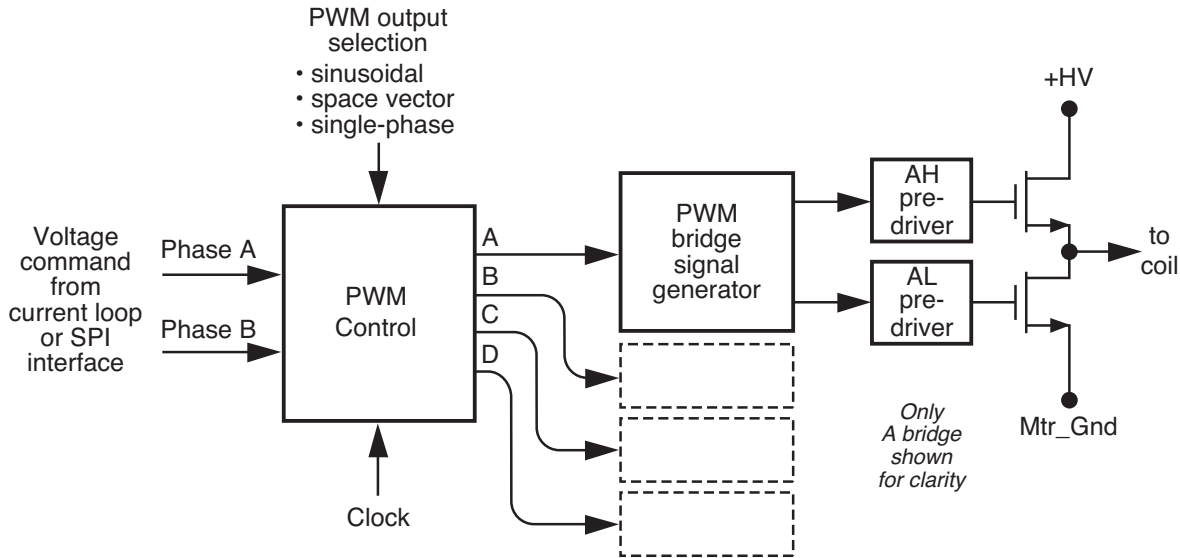 PWM output
selection
• sinusoidal
• space vector
• single-phase
Voltage
command
from
current loop
or SPI
interface
Phase A
Phase B
PWM
Control
Clock
A
B
C
D
PWM
bridge
signal
generator
AH
pre-
driver
AL
pre-
driver
+HV
to
coil
Mtr_Gnd
Only
A bridge
shown
for clarity